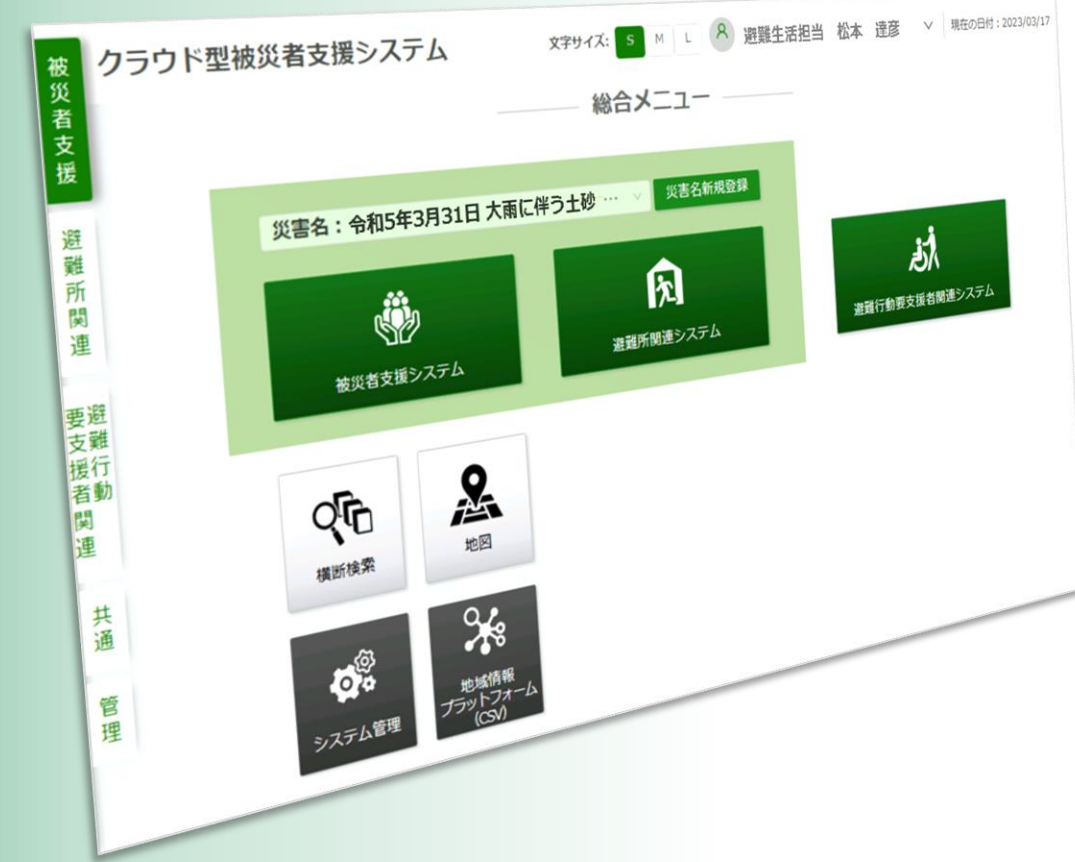 クラウド型被災者支援システム
文字サイズ: S M L 避難生活担当 松本 達彦 現在の日付 : 2023/03/17
総合メニュー
被災者支援
避難所関連
避難行動
要支援者関連
共通
管理
災害名 : 令和5年3月31日 大雨に伴う土砂 …
災害名新規登録
被災者支援システム
避難所関連システム
避難行動要支援者関連システム
横断検索
地図
システム管理
地域情報
プラットフォーム
(CSV)